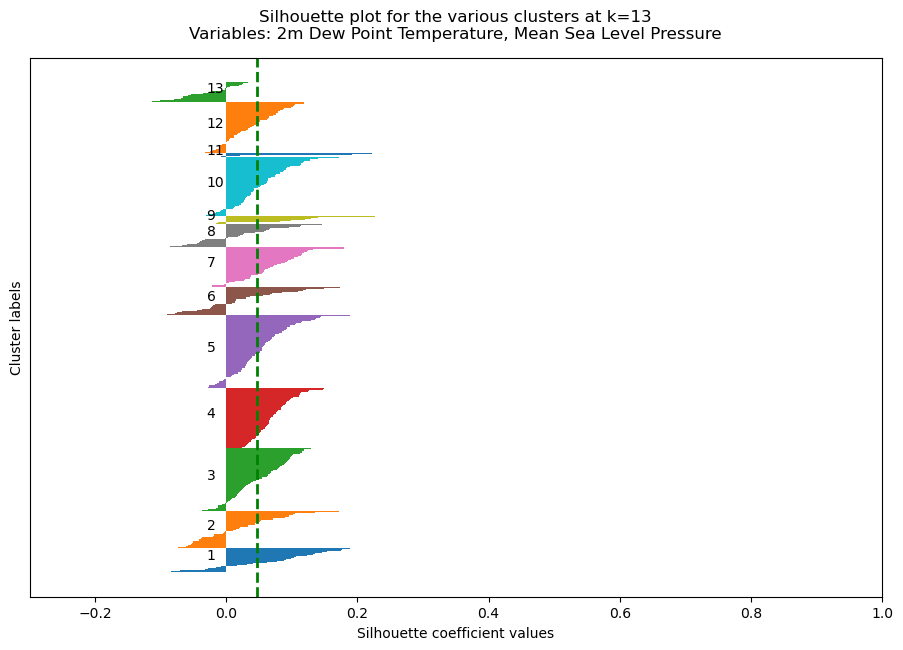 Silhouette plot for the various clusters at k=13
Variables: 2m Dew Point Temperature, Mean Sea Level Pressure
13
12
11
10
9
8
7
6
5
4
3
2
1
Cluster labels
−0.2 0.0 0.2 0.4 0.6 0.8 1.0
Silhouette coefficient values